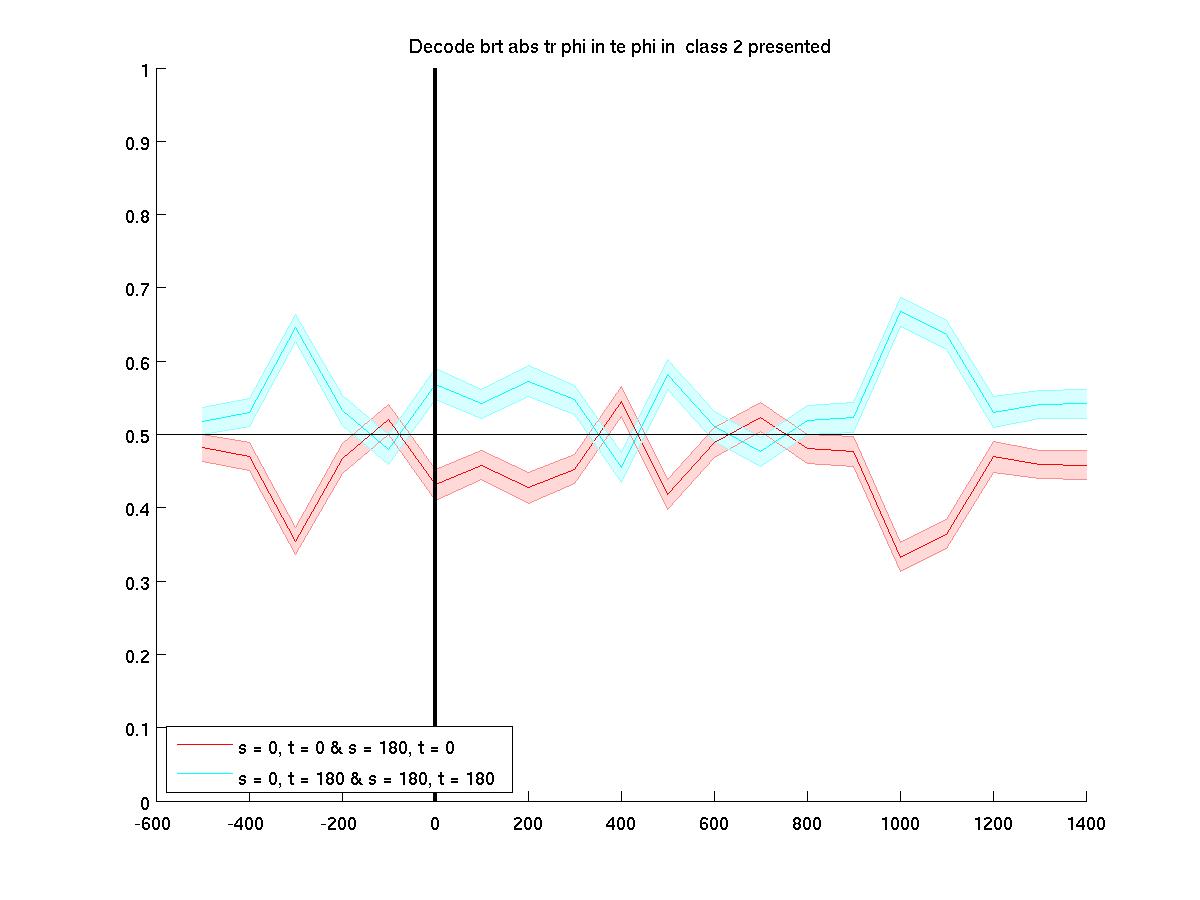 Decode brt abs tr phi in te phi in  class 2 presented
1
0.9
0.8
0.7
0.6
0.5
0.4
0.3
0.2
0.1
0
s = 0, t = 0 & s = 180, t = 0
s = 0, t = 180 & s = 180, t = 180
-600 -400 -200 0 200 400 600 800 1000 1200 1400